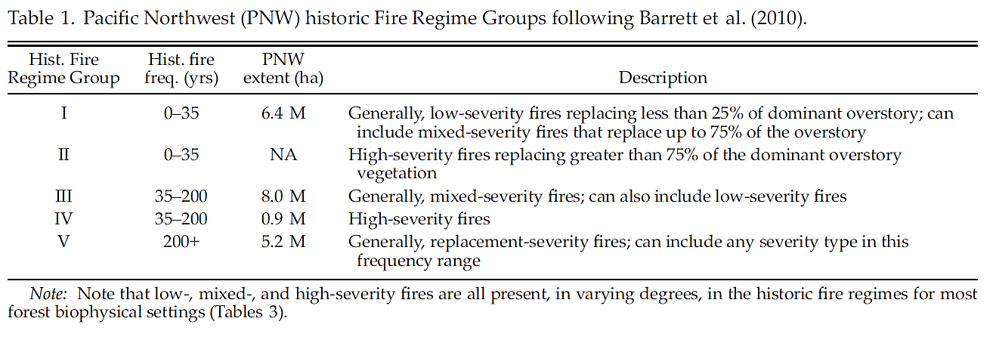 Table 1. Pacific Northwest (PNW) historic Fire Regime Groups following Barrett et al. (2010).
Hist. Fire Regime Group Hist. fire freq. (yrs) PNW extent (ha) Description
I 0–35 6.4 M Generally, low-severity fires replacing less than 25% of dominant overstory; can
include mixed-severity fires that replace up to 75% of the overstory
II 0–35 NA High-severity fires replacing greater than 75% of the dominant overstory
vegetation
III 35–200 8.0 M Generally, mixed-severity fires; can also include low-severity fires
IV 35–200 0.9 M High-severity fires
V 200+ 5.2 M Generally, replacement-severity fires; can include any severity type in this
frequency range
Note: Note that low-, mixed-, and high-severity fires are all present, in varying degrees, in the historic fire regimes for most
forest biophysical settings (Tables 3).